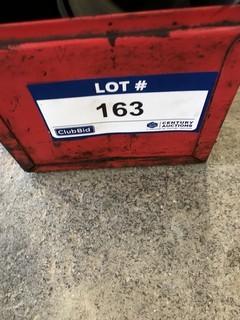 LOT #
163
ClubBid
CENTURY
AUCTIONS